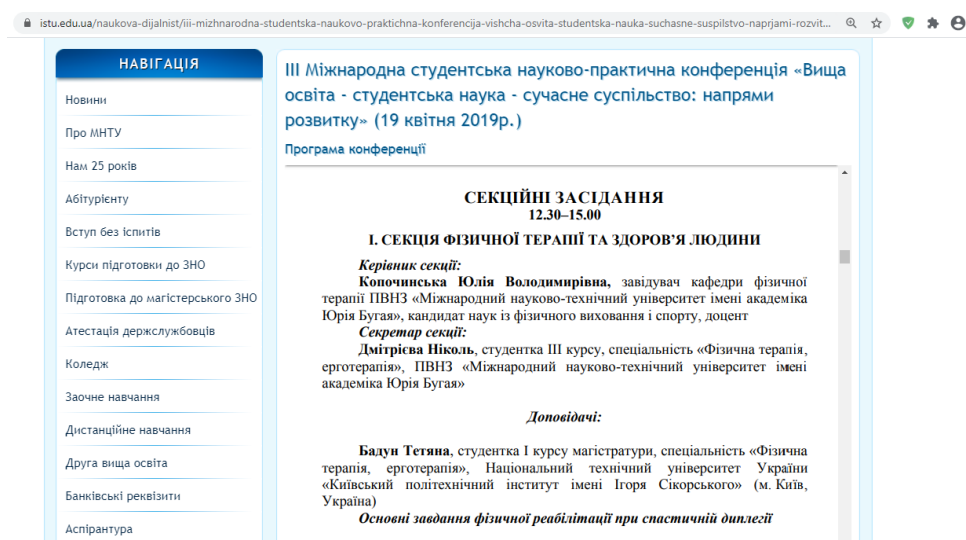 istu.edu.ua/naukova-dijalnist/iii-mizhnarodna-studentska-naukovo-praktichna-konferencija-vishcha-osvita-studentska-nauka-suchasne-suspilstvo-naprjami-rozvit...
НАВІГАЦІЯ
Новини
Про МНТУ
Нам 25 років
Абітурієнту
Вступ без іспитів
Курси підготовки до ЗНО
Підготовка до магістерського ЗНО
Атестація держслужбовців
Коледж
Заочне навчання
Дистанційне навчання
Друга вища освіта
Банківські реквізити
Аспірантура
III Міжнародна студентська науково-практична конференція «Вища
освіта - студентська наука - сучасне суспільство: напрями
розвитку» (19 квітня 2019р.)
Програма конференції
СЕКЦІЙНІ ЗАСІДАННЯ
12.30–15.00
І. СЕКЦІЯ ФІЗИЧНОЇ ТЕРАПІЇ ТА ЗДОРОВ’Я ЛЮДИНИ
Керівник секції:
Копочинська Юлія Володимирівна, завідувач кафедри фізичної
терапії ПВНЗ «Міжнародний науково-технічний університет імені академіка
Юрія Бугая», кандидат наук із фізичного виховання і спорту, доцент
Секретар секції:
Дмітрієва Ніколь, студентка ІІІ курсу, спеціальність «Фізична терапія,
ерготерапія», ПВНЗ «Міжнародний науково-технічний університет імені
академіка Юрія Бугая»
Доповідачі:
Бадун Тетяна, студентка І курсу магістратури, спеціальність «Фізична
терапія, ерготерапія», Національний технічний університет України
«Київський політехнічний інститут імені Ігоря Сікорського» (м. Київ,
Україна)
Основні завдання фізичної реабілітації при спастичній диплегії